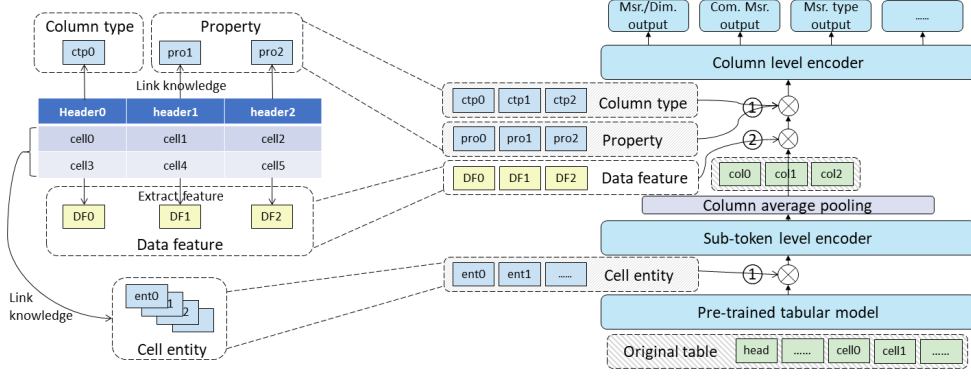 Column type
Property
ctp0
pro1
pro2
Link knowledge
Header0
header1
header2
cell0
cell1
cell2
cell3
cell4
cell5
Extract feature
DF0
DF1
DF2
Data feature
Link
knowledge
ent0
1
2
Cell entity
ctp0
ctp1
ctp2
Column type
pro0
pro1
pro2
Property
DF0
DF1
DF2
Data feature
ent0
ent1
......
Cell entity
Msr./Dim.
output
Com. Msr.
output
Msr. type
output
......
Column level encoder
1
2
col0
col1
col2
Column average pooling
Sub-token level encoder
1
Pre-trained tabular model
Original table
head
......
cell0
cell1
......